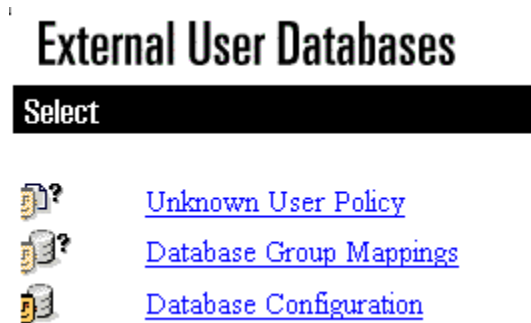 External User Databases
Select
Unknown User Policy
Database Group Mappings
Database Configuration